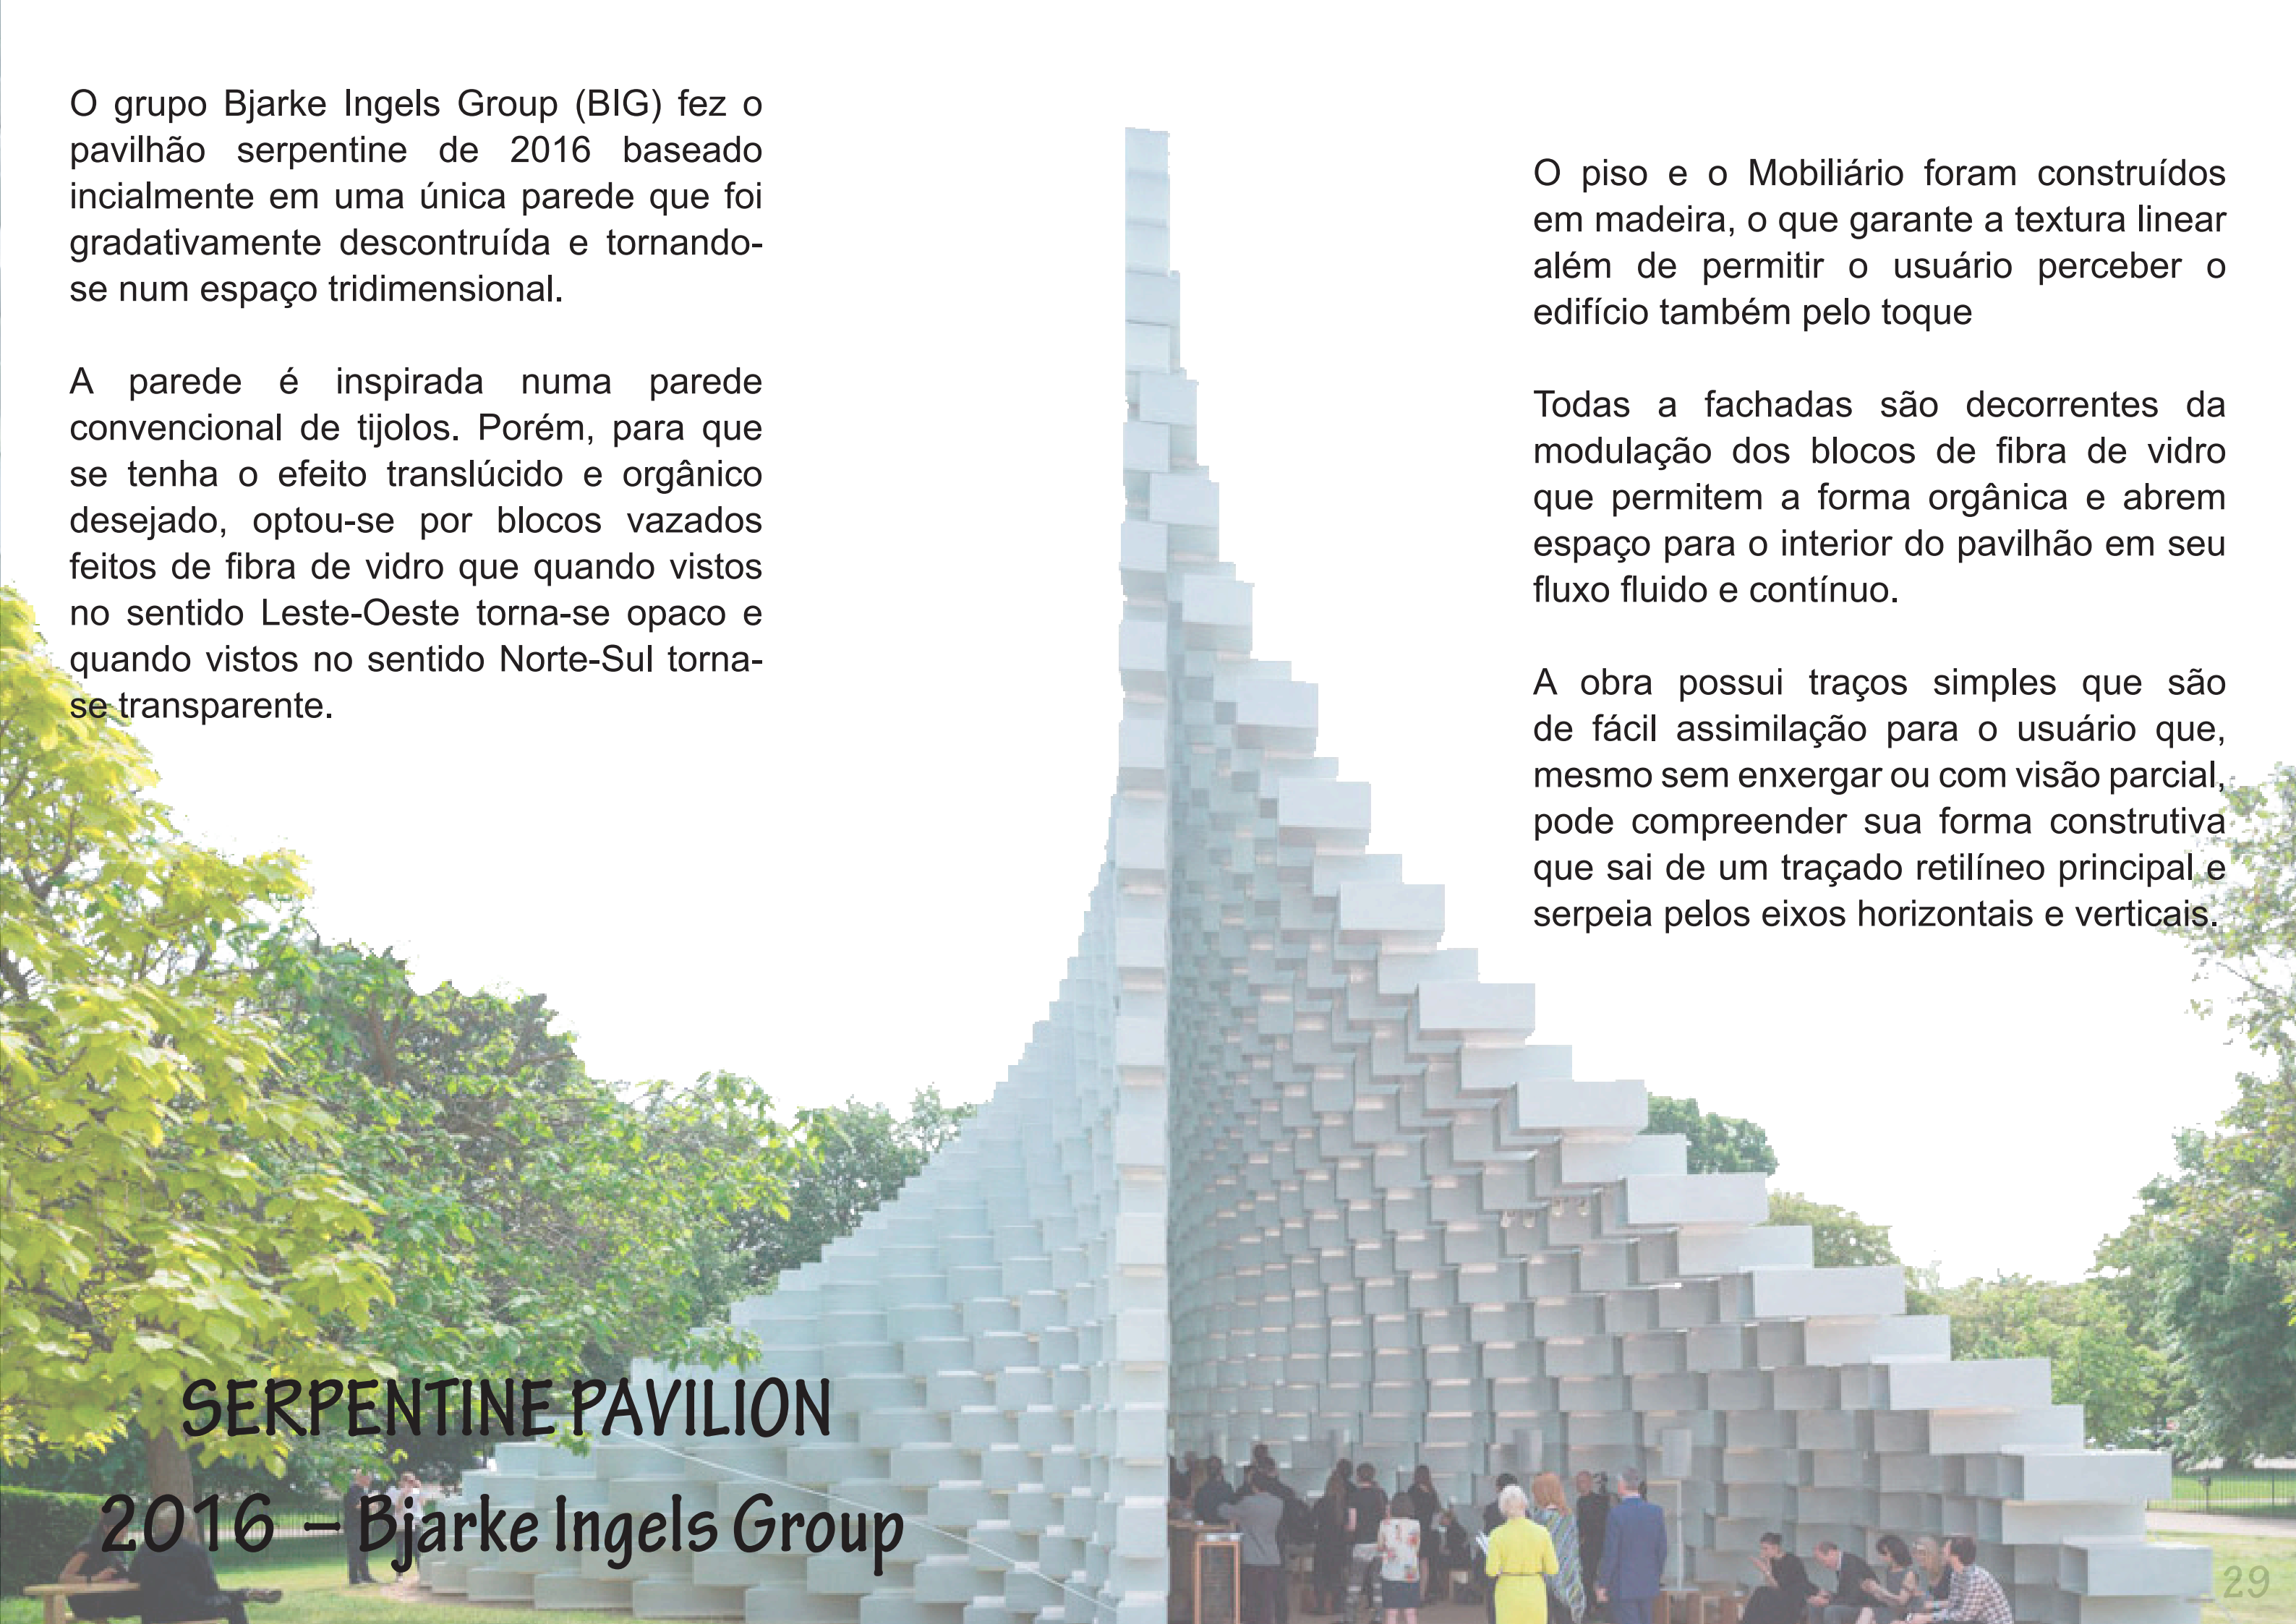 O grupo Bjarke Ingels Group (BIG) fez o
pavilhão serpentine de 2016 baseado
incialmente em uma única parede que foi
gradativamente descontruída e tornando-
se num espaço tridimensional.
A parede é inspirada numa parede
convencional de tijolos. Porém, para que
se tenha o efeito translúcido e orgânico
desejado, optou-se por blocos vazados
feitos de fibra de vidro que quando vistos
no sentido Leste-Oeste torna-se opaco e
quando vistos no sentido Norte-Sul torna-
se transparente.
O piso e o Mobiliário foram construídos
em madeira, o que garante a textura linear
além de permitir o usuário perceber o
edifício também pelo toque
Todas a fachadas são decorrentes da
modulação dos blocos de fibra de vidro
que permitem a forma orgânica e abrem
espaço para o interior do pavilhão em seu
fluxo fluido e contínuo.
A obra possui traços simples que são
de fácil assimilação para o usuário que,
mesmo sem enxergar ou com visão parcial,
pode compreender sua forma construtiva
que sai de um traçado retilíneo principal e
serpeia pelos eixos horizontais e verticais.
SERPENTINE PAVILION
2016 – Bjarke Ingels Group
29